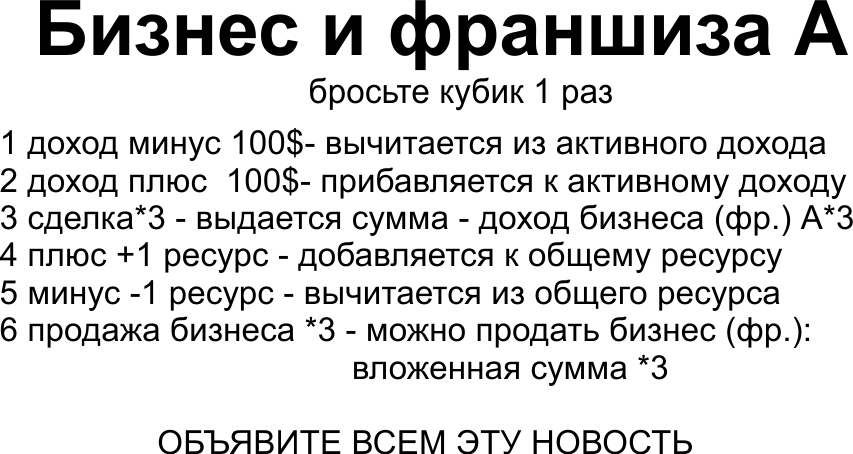 Бизнес и франшиза А
бросьте кубик 1 раз
1 доход минус 100$- вычитается из активного дохода
2 доход плюс  100$- прибавляется к активному доходу
3 сделка*3 - выдается сумма - доход бизнеса (фр.) А*3
4 плюс +1 ресурс - добавляется к общему ресурсу
5 минус -1 ресурс - вычитается из общего ресурса
6 продажа бизнеса *3 - можно продать бизнес (фр.):
вложенная сумма *3
ОБЪЯВИТЕ ВСЕМ ЭТУ НОВОСТЬ